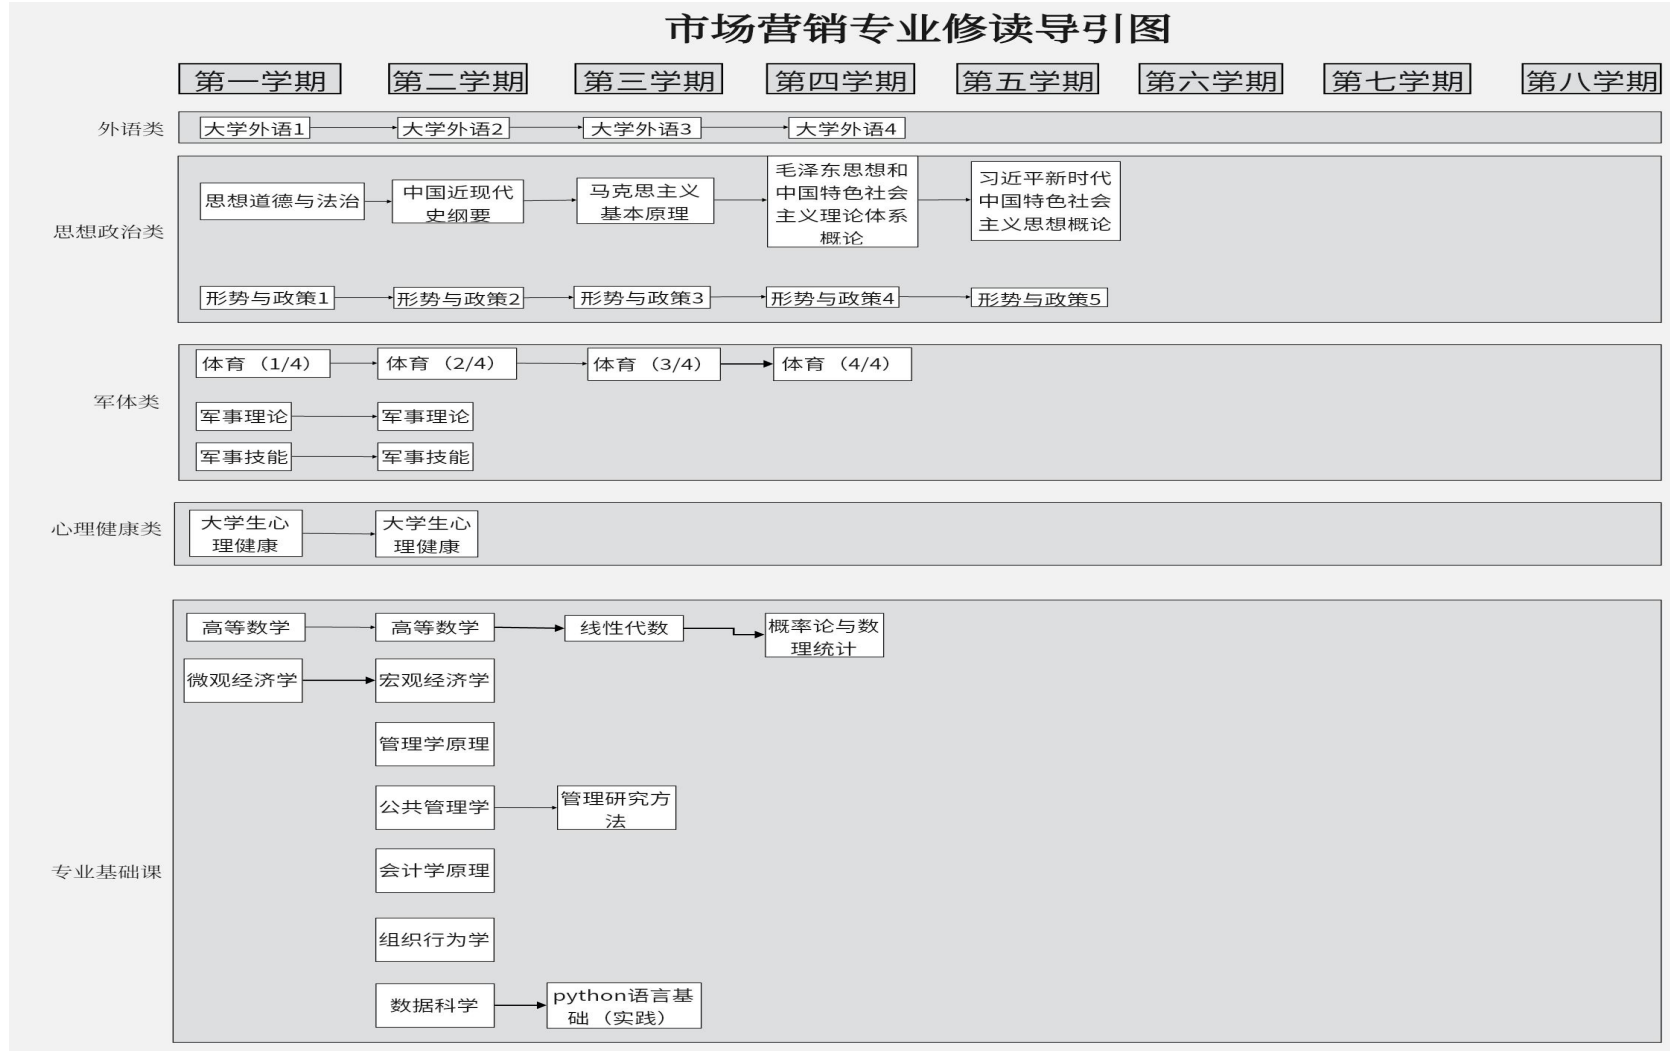 市场营销专业修读导引图
第一学期
第二学期
第三学期
第四学期
第五学期
第六学期
第七学期
第八学期
外语类
大学外语1
大学外语2
大学外语3
大学外语4
思想政治类
思想道德与法治
中国近现代
史纲要
马克思主义
基本原理
毛泽东思想和
中国特色社会
主义理论体系
概论
习近平新时代
中国特色社会
主义思想概论
形势与政策1
形势与政策2
形势与政策3
形势与政策4
形势与政策5
军体类
体育（1/4）
体育（2/4）
体育（3/4）
体育（4/4）
军事理论
军事理论
军事技能
军事技能
心理健康类
大学生心
理健康
大学生心
理健康
专业基础课
高等数学
高等数学
线性代数
概率论与数
理统计
微观经济学
宏观经济学
管理学原理
公共管理学
管理研究方
法
会计学原理
组织行为学
数据科学
python语言基
础（实践）